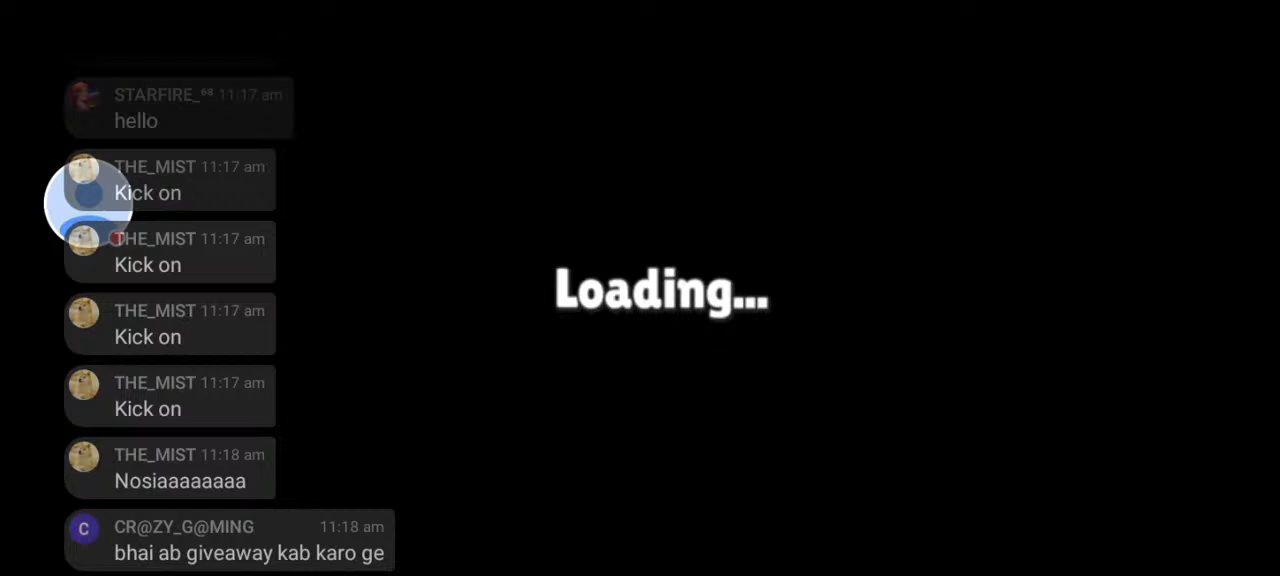 STARFIRE_⁶⁸ 11:17 am
hello
THE_MIST 11:17 am
Kick on
THE_MIST 11:17 am
Kick on
Loading...
THE_MIST 11:17 am
Kick on
THE_MIST 11:17 am
Kick on
THE_MIST 11:18 am
Nosiaaaaaaaa
C CR@ZY_G@MING 11:18 am
bhai ab giveaway kab karo ge